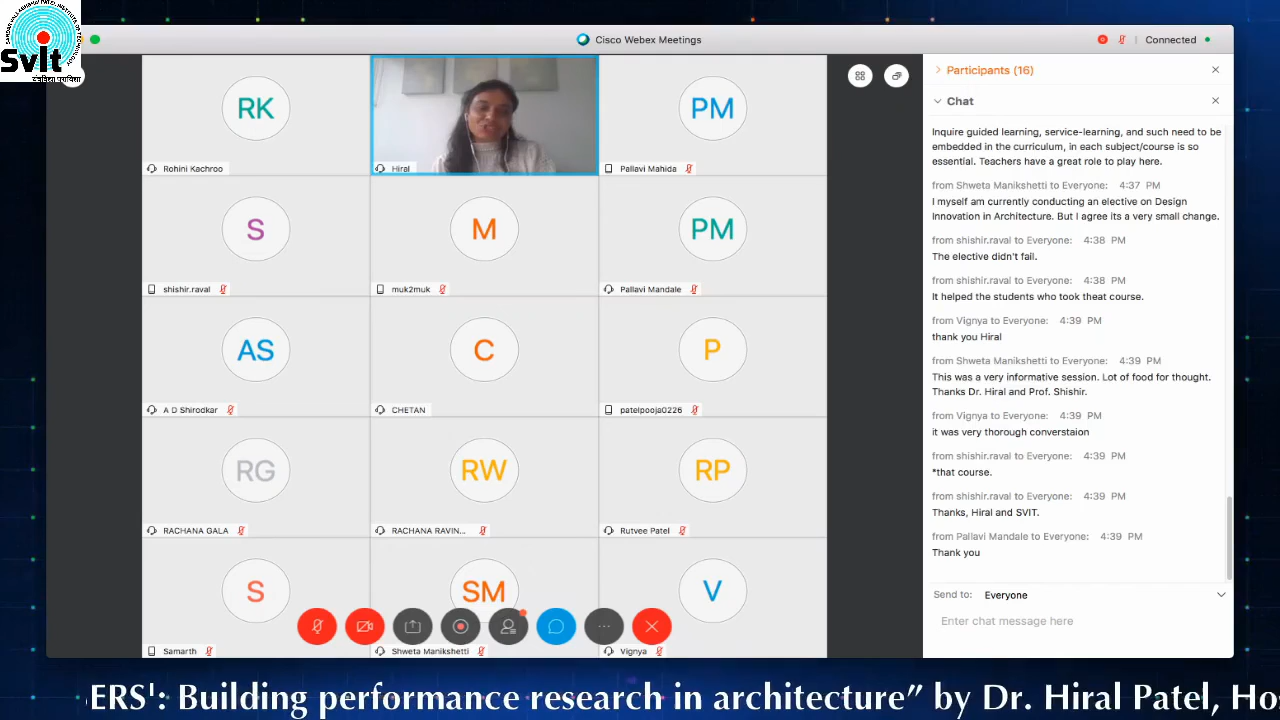 SARDAR VALLABHBHAI PATEL INSTITUTE OF TECHNOLOGY
SVIT
Cisco Webex Meetings
Connected
RK
Rohini Kachroo
Hiral
PM
Pallavi Mahida
S
shishir.raval
M
muk2muk
PM
Pallavi Mandale
AS
A D Shirodkar
C
CHETAN
P
patelpooja0226
RG
RACHANA GALA
RW
RACHANA RAVIN...
RP
Rutvee Patel
S
Samarth
SM
Shweta Manikshetti
V
Vignya
Participants (16)
Chat
Inquire guided learning, service-learning, and such need to be
embedded in the curriculum, in each subject/course is so
essential. Teachers have a great role to play here.
from Shweta Manikshetti to Everyone: 4:37 PM
I myself am currently conducting an elective on Design
Innovation in Architecture. But I agree its a very small change.
from shishir.raval to Everyone: 4:38 PM
The elective didn't fail.
from shishir.raval to Everyone: 4:38 PM
It helped the students who took theat course.
from Vignya to Everyone: 4:39 PM
thank you Hiral
from Shweta Manikshetti to Everyone: 4:39 PM
This was a very informative session. Lot of food for thought.
Thanks Dr. Hiral and Prof. Shishir.
from Vignya to Everyone: 4:39 PM
it was very thorough converstaion
from shishir.raval to Everyone: 4:39 PM
*that course.
from shishir.raval to Everyone: 4:39 PM
Thanks, Hiral and SVIT.
from Pallavi Mandale to Everyone: 4:39 PM
Thank you
Send to: Everyone
Enter chat message here
ERS': Building performance research in architecture” by Dr. Hiral Patel, Ho